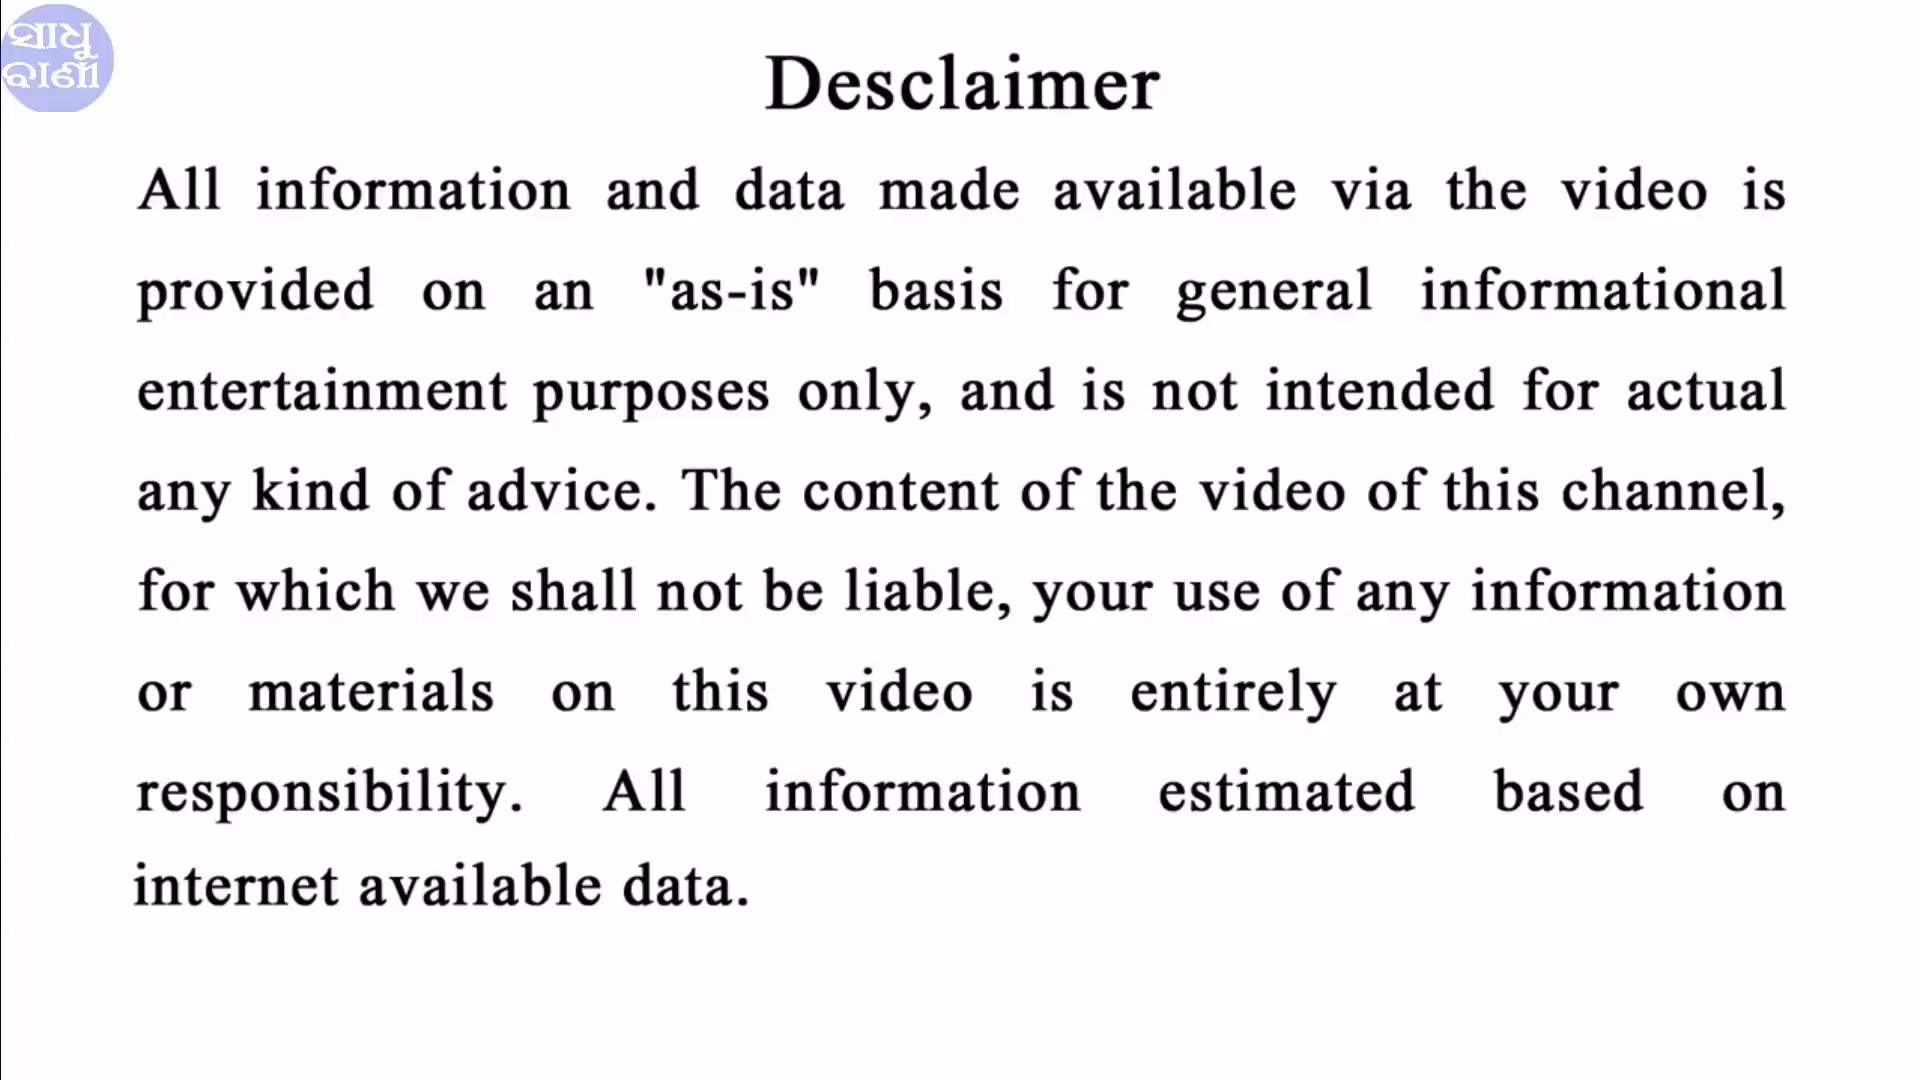 ସାଧୁ
ବାଣୀ
Desclaimer
All information and data made available via the video is
provided on an "as-is" basis for general informational
entertainment purposes only, and is not intended for actual
any kind of advice. The content of the video of this channel,
for which we shall not be liable, your use of any information
or materials on this video is entirely at your own
responsibility. All information estimated based on
internet available data.